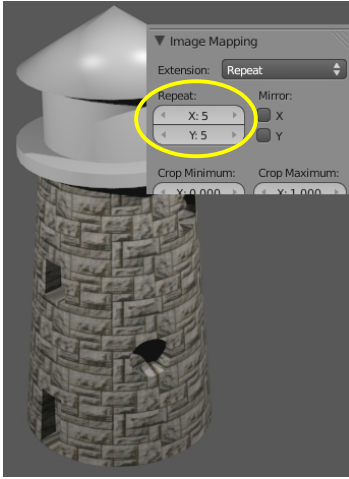 Image Mapping
Extension: Repeat
Repeat: Mirror:
X: 5 X
Y: 5 Y
Crop Minimum: Crop Maximum:
X: 0.000 X: 1.000